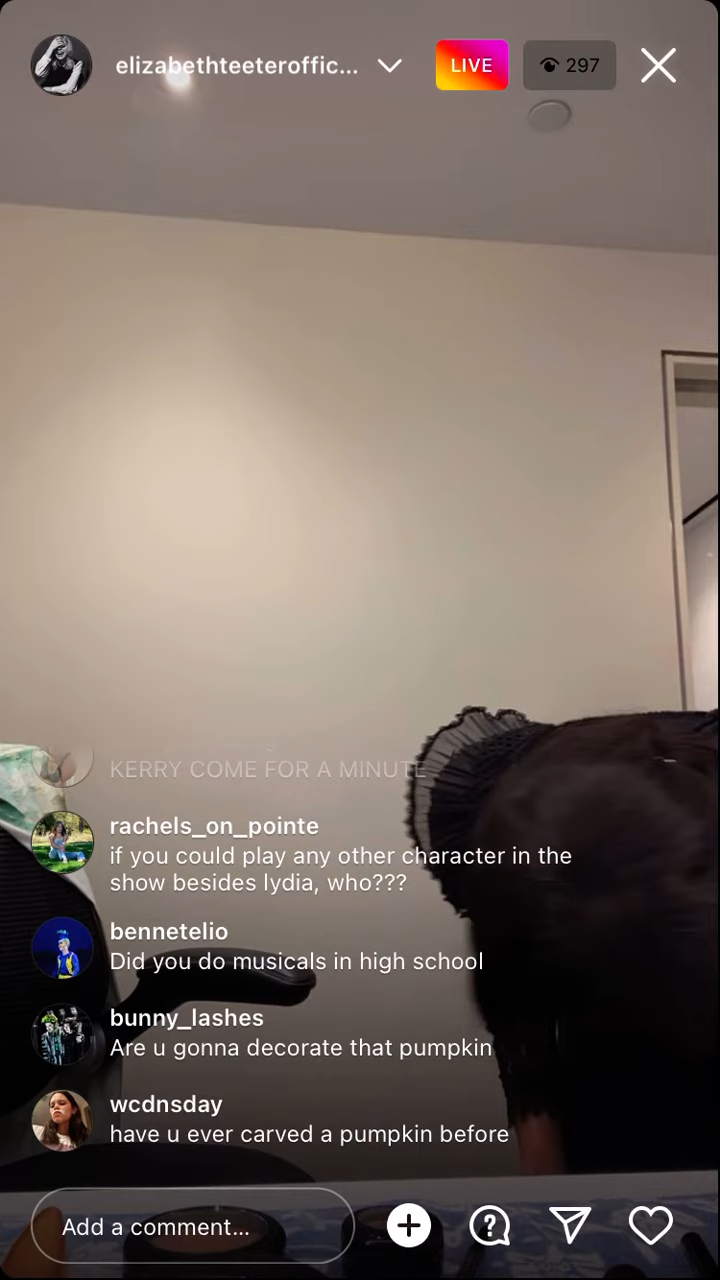 elizabethteeteroffic...
LIVE
297
KERRY COME FOR A MINUTE
rachels_on_pointe
if you could play any other character in the
show besides lydia, who???
bennetelio
Did you do musicals in high school
bunny_lashes
Are u gonna decorate that pumpkin
wcdnsday
have u ever carved a pumpkin before
Add a comment...